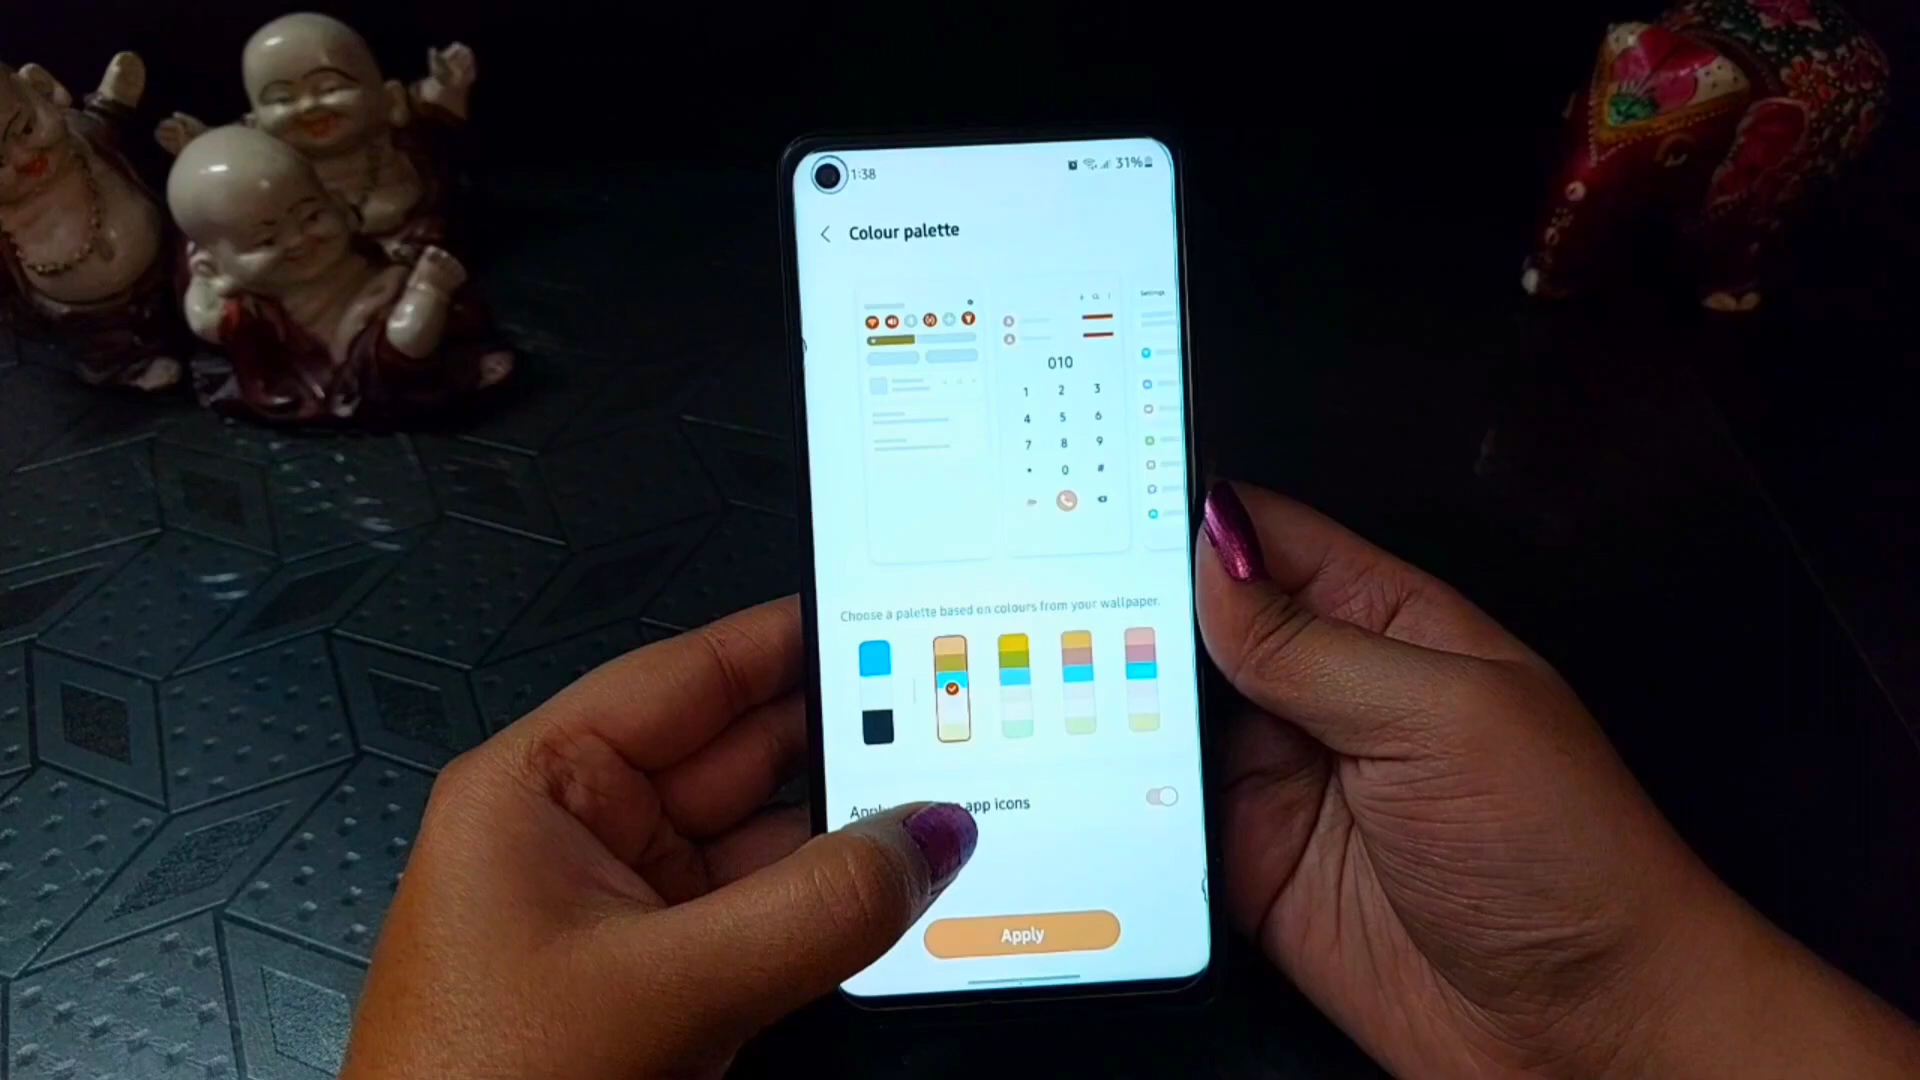 1:38
31%
Colour palette
Settings
010
1 2 3
4 5 6
7 8 9
* 0 #
Choose a palette based on colours from your wallpaper.
app icons
Apply